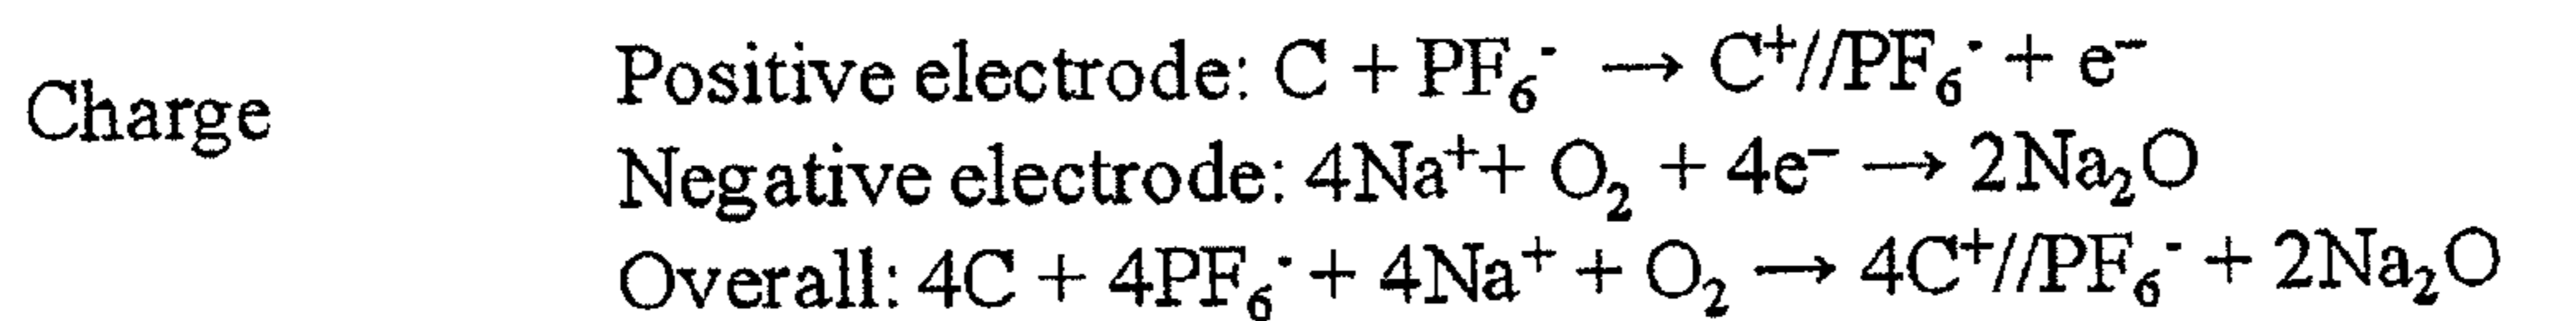 Charge
Positive electrode: C + PF₆⁻ → C⁺//PF₆⁻ + e⁻
Negative electrode: 4Na⁺+ O₂ + 4e⁻ → 2Na₂O
Overall: 4C + 4PF₆⁻ + 4Na⁺ + O₂ → 4C⁺//PF₆⁻ + 2Na₂O